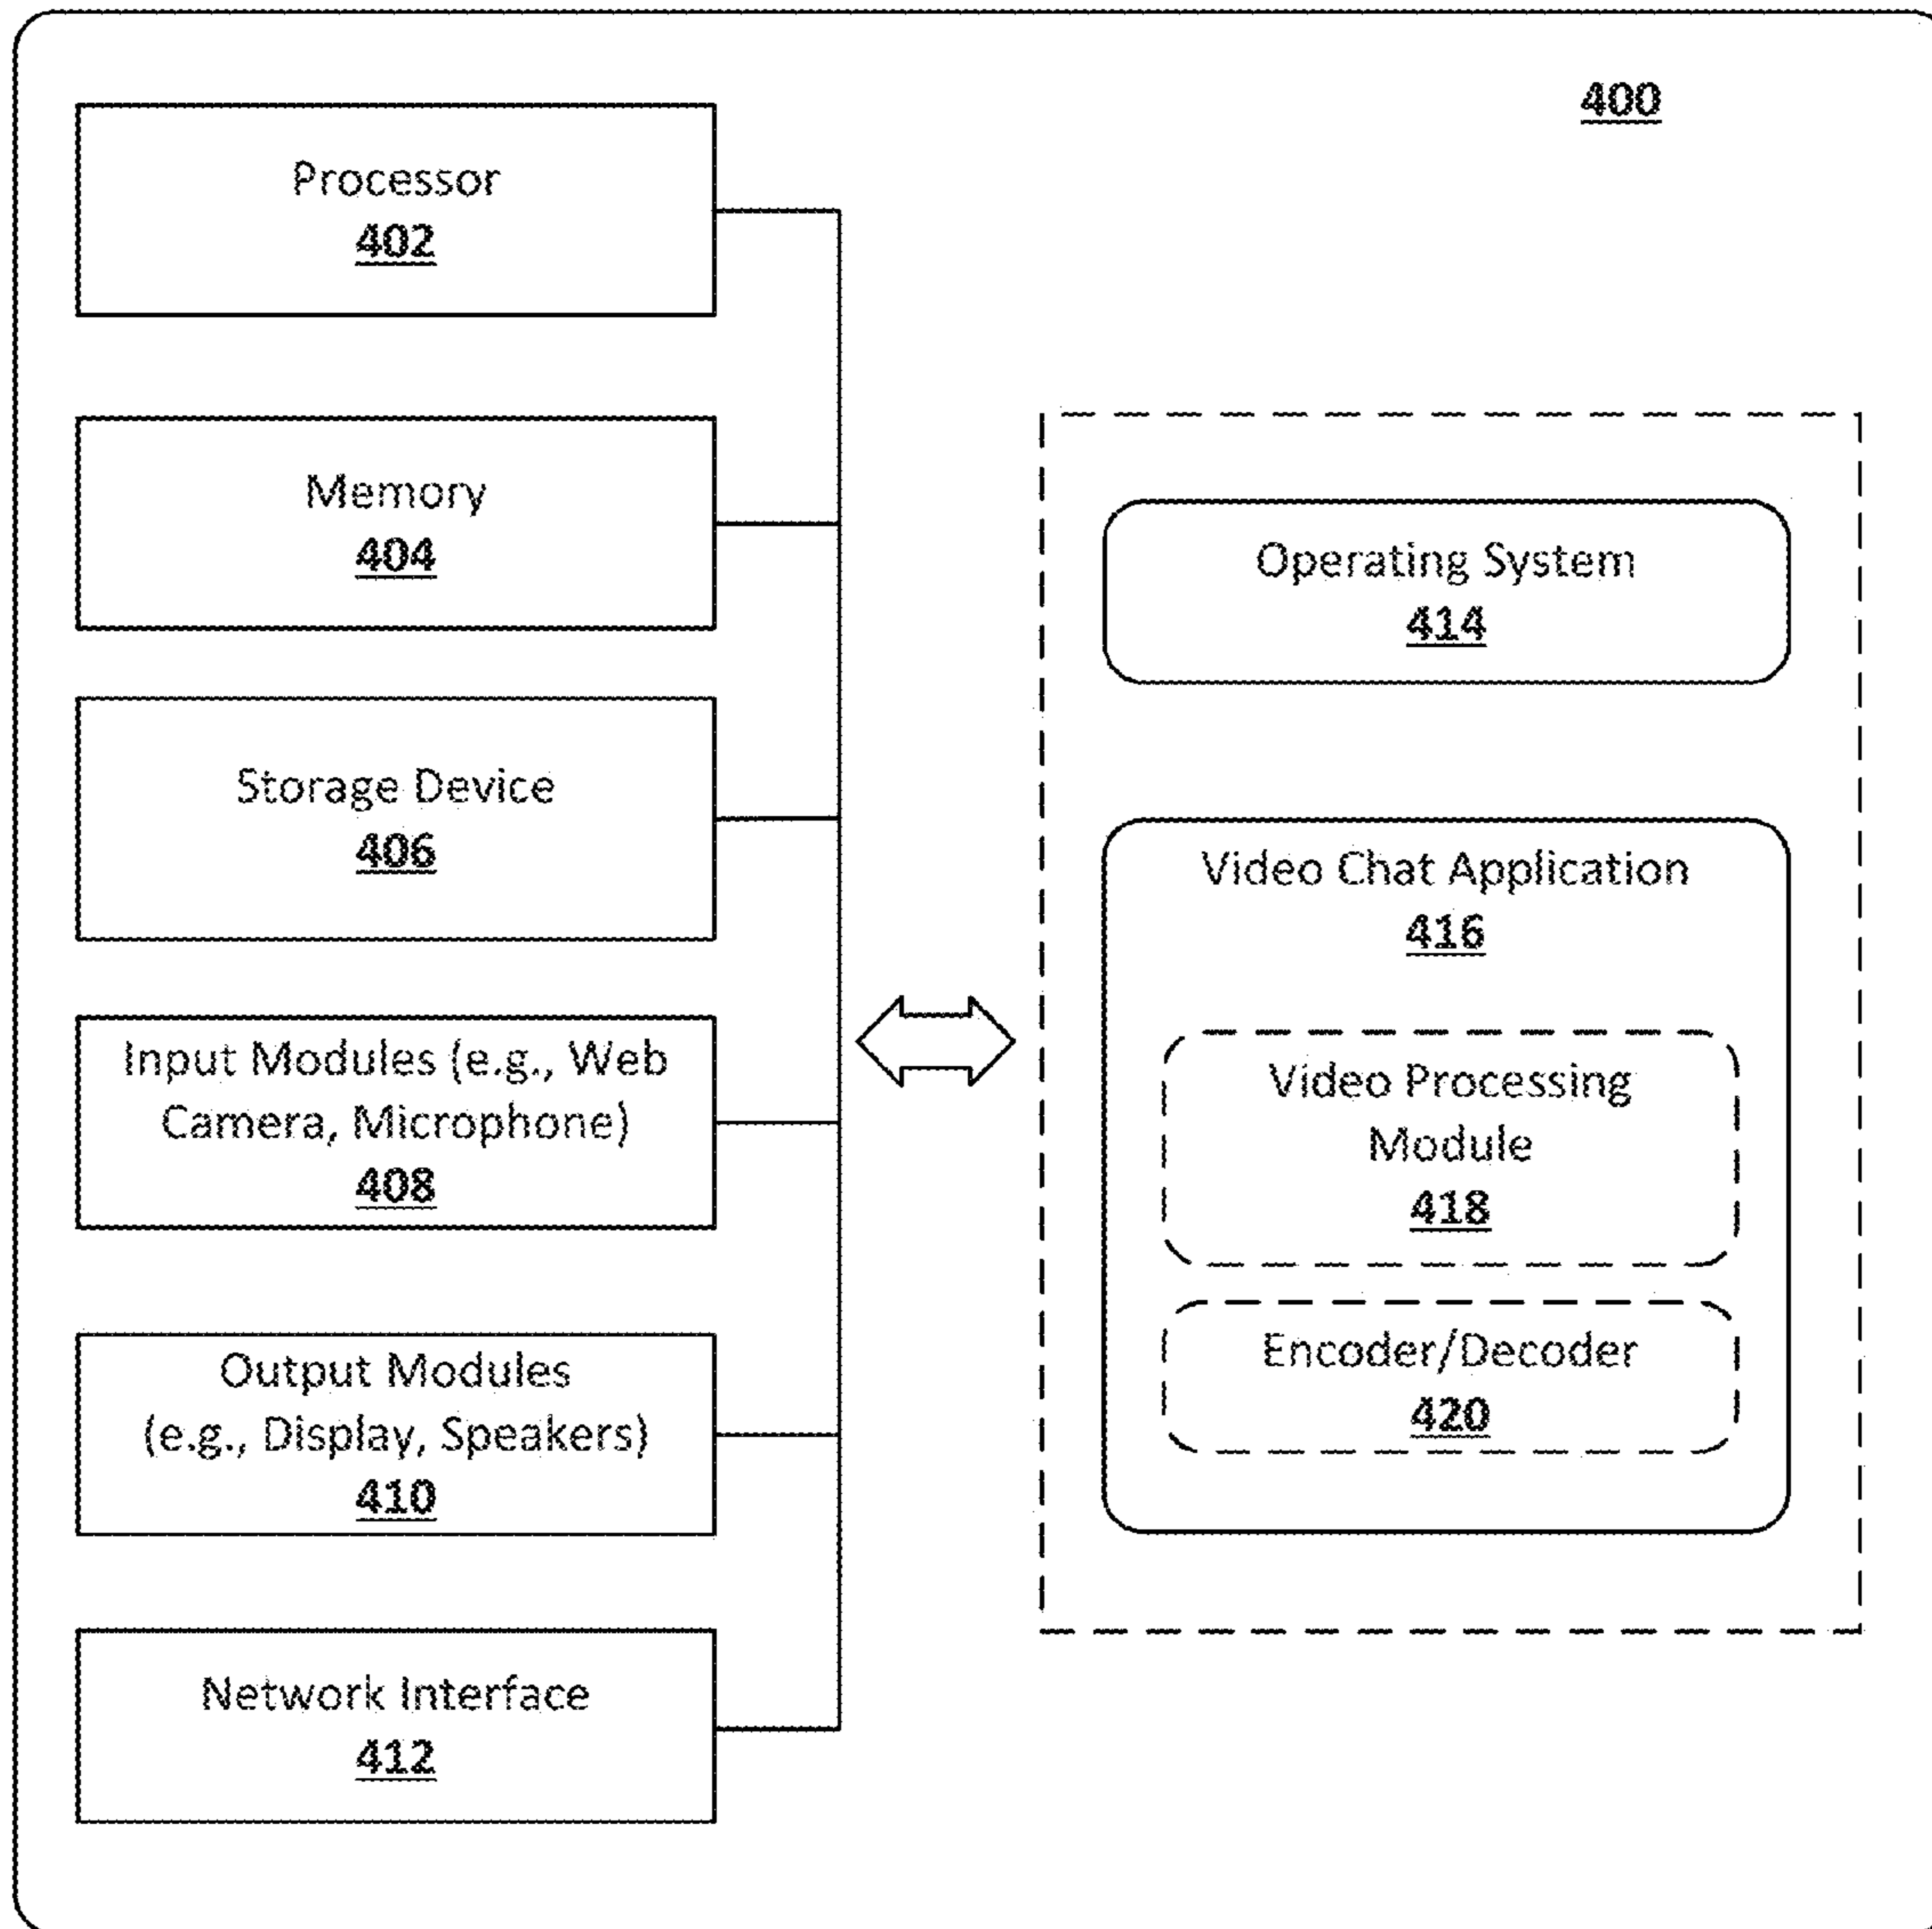 400
Processor
402
Memory
404
Storage Device
406
Input Modules (e.g., Web
Camera, Microphone)
408
Output Modules
(e.g., Display, Speakers)
410
Network Interface
412
Operating System
414
Video Chat Application
416
Video Processing
Module
418
Encoder/Decoder
420